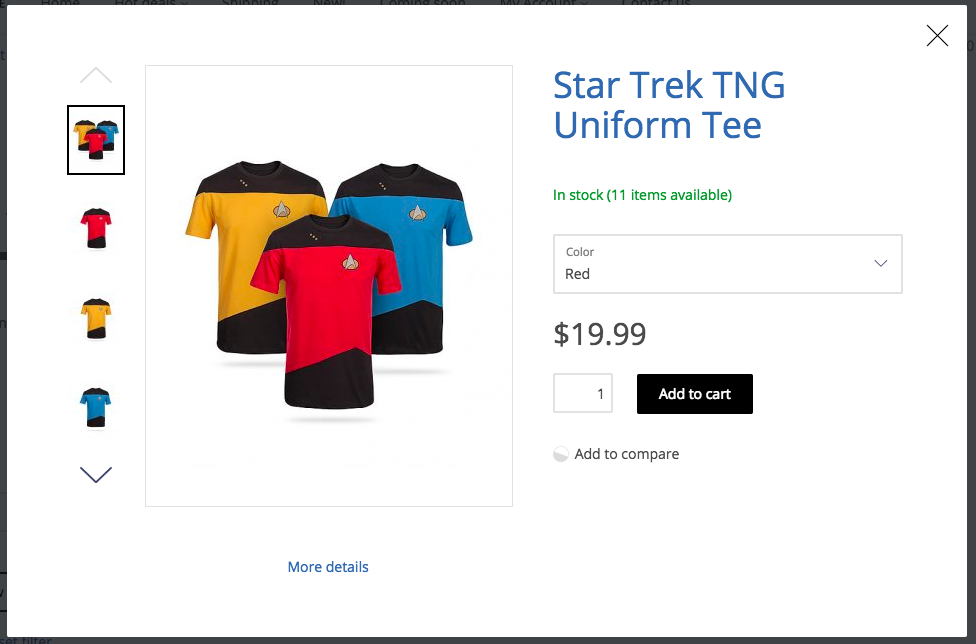 Home Hot deals Shipping New! Coming soon My Account Contact us
Star Trek TNG
Uniform Tee
In stock (11 items available)
Color
Red
$19.99
1
Add to cart
Add to compare
More details
set filter